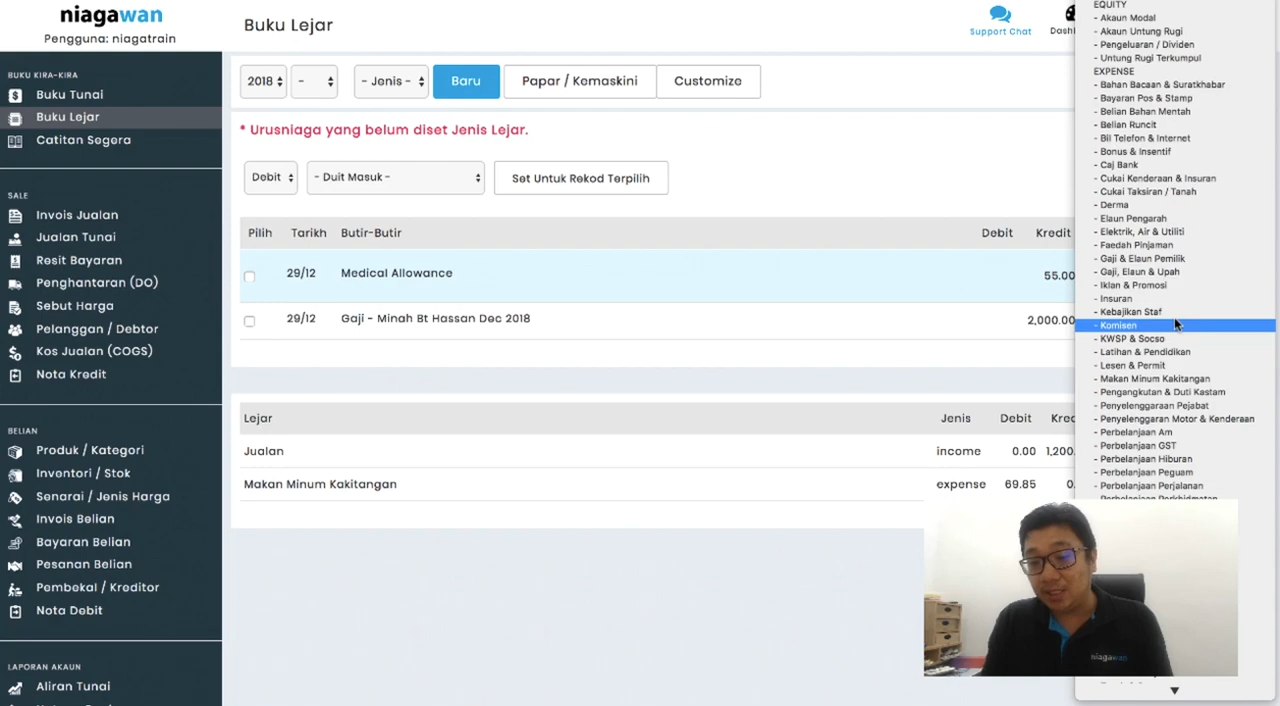 niagawan
Pengguna: niagatrain
BUKU KIRA-KIRA
Buku Tunai
Buku Lejar
Catitan Segera
SALE
Invois Jualan
Jualan Tunai
Resit Bayaran
Penghantaran (DO)
Sebut Harga
Pelanggan / Debtor
Kos Jualan (COGS)
Nota Kredit
BELIAN
Produk / Kategori
Inventori / Stok
Senarai / Jenis Harga
Invois Belian
Bayaran Belian
Pesanan Belian
Pembekal / Kreditor
Nota Debit
LAPORAN AKAUN
Aliran Tunai
Buku Lejar
Support Chat
Dashb
2018 - - Jenis - Baru Papar / Kemaskini Customize
* Urusniaga yang belum diset Jenis Lejar.
Debit - Duit Masuk - Set Untuk Rekod Terpilih
Pilih Tarikh Butir-Butir Debit Kredit
29/12 Medical Allowance 55.00
29/12 Gaji - Minah Bt Hassan Dec 2018 2,000.00
Lejar Jenis Debit Kre
Jualan income 0.00 1,200.
Makan Minum Kakitangan expense 69.85 0.
EQUITY
- Akaun Modal
- Akaun Untung Rugi
- Pengeluaran / Dividen
- Untung Rugi Terkumpul
EXPENSE
- Bahan Bacaan & Suratkhabar
- Bayaran Pos & Stamp
- Belian Bahan Mentah
- Belian Runcit
- Bil Telefon & Internet
- Bonus & Insentif
- Caj Bank
- Cukai Kenderaan & Insuran
- Cukai Taksiran / Tanah
- Derma
- Elaun Pengarah
- Elektrik, Air & Utiliti
- Faedah Pinjaman
- Gaji & Elaun Pemilik
- Gaji, Elaun & Upah
- Iklan & Promosi
- Insuran
- Kebajikan Staf
- Komisen
- KWSP & Socso
- Latihan & Pendidikan
- Lesen & Permit
- Makan Minum Kakitangan
- Pengangkutan & Duti Kastam
- Penyelenggaraan Pejabat
- Penyelenggaran Motor & Kenderaan
- Perbelanjaan Am
- Perbelanjaan GST
- Perbelanjaan Hiburan
- Perbelanjaan Peguam
- Perbelanjaan Perjalanan
- Perbelanjaan Perkhidmatan
niagawan